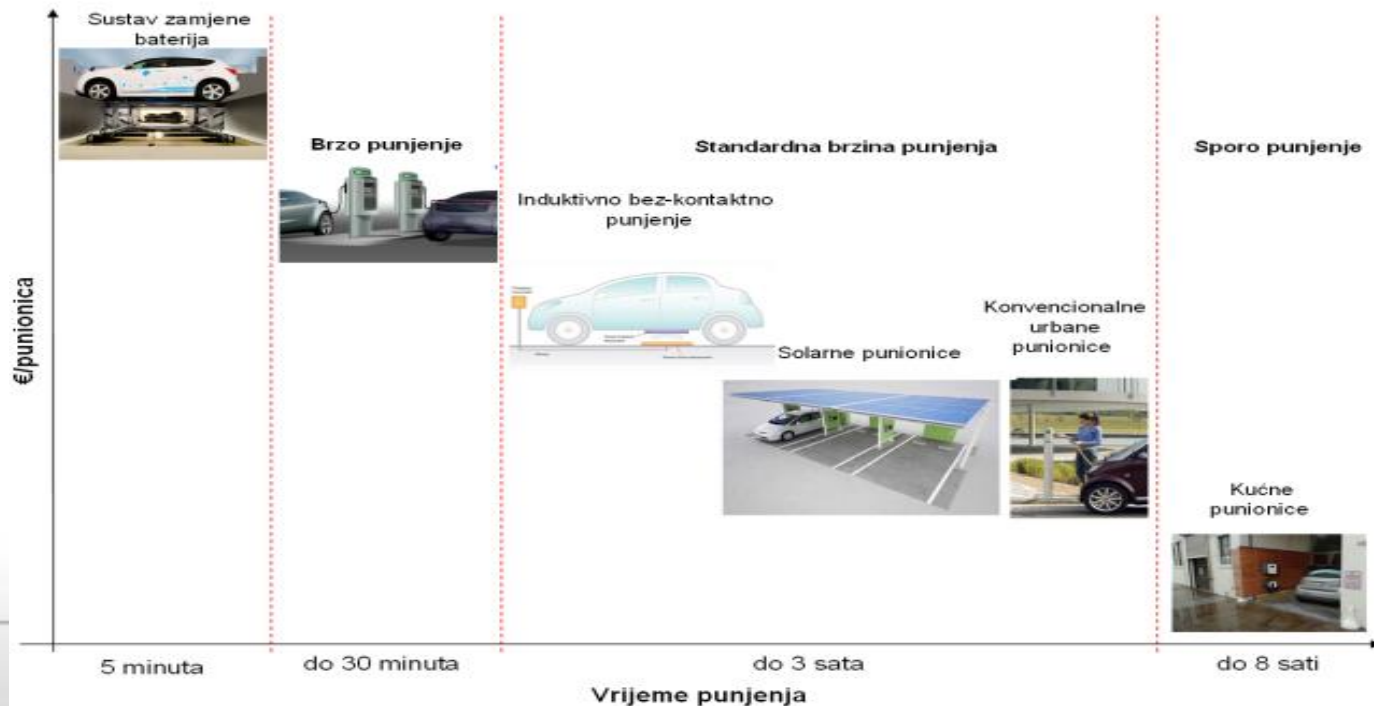 Sustav zamjene
baterija
Brzo punjenje
Standardna brzina punjenja
Sporo punjenje
Induktivno bez-kontaktno
punjenje
Solarne punionice
Konvencionalne
urbane
punionice
Kućne
punionice
€/punionica
5 minuta
do 30 minuta
do 3 sata
do 8 sati
Vrijeme punjenja